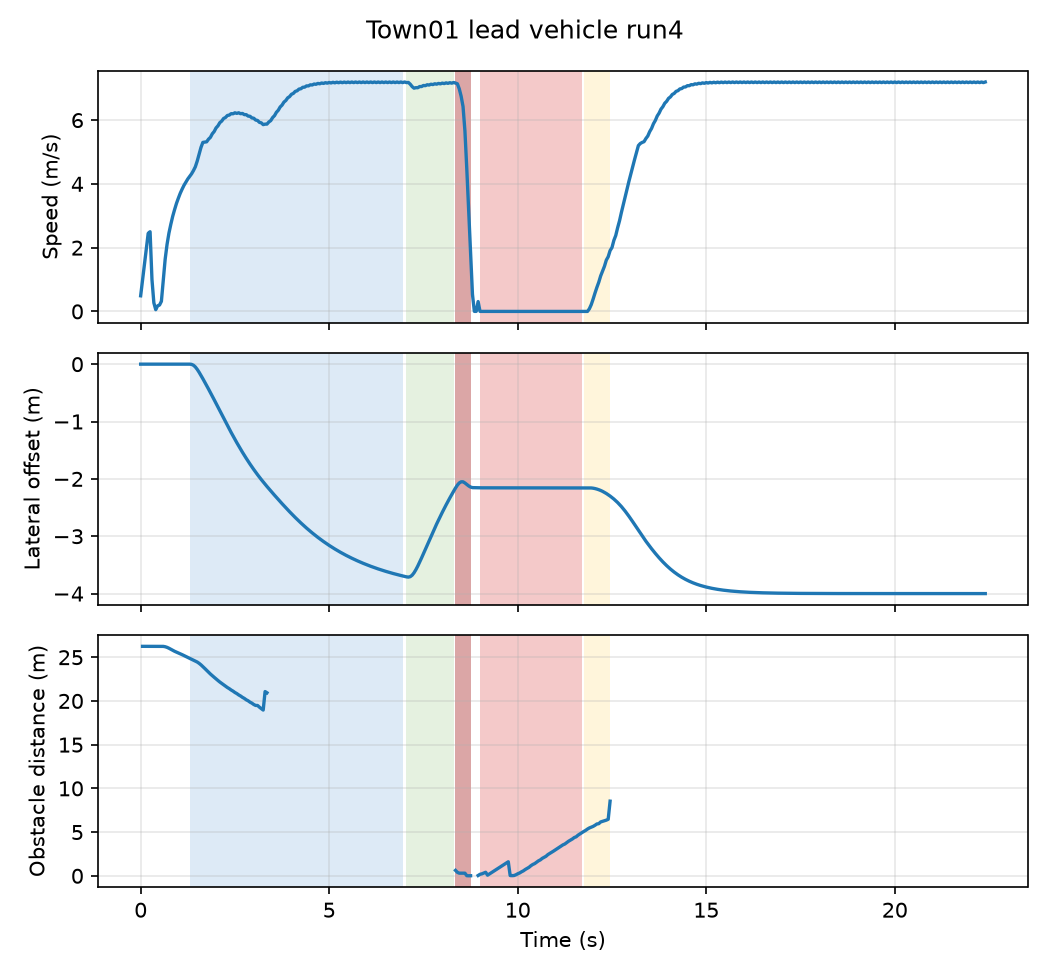 Town01 lead vehicle run4
Speed (m/s)
6
4
2
0
Lateral offset (m)
0
−1
−2
−3
−4
Obstacle distance (m)
25
20
15
10
5
0
0 5 10 15 20
Time (s)